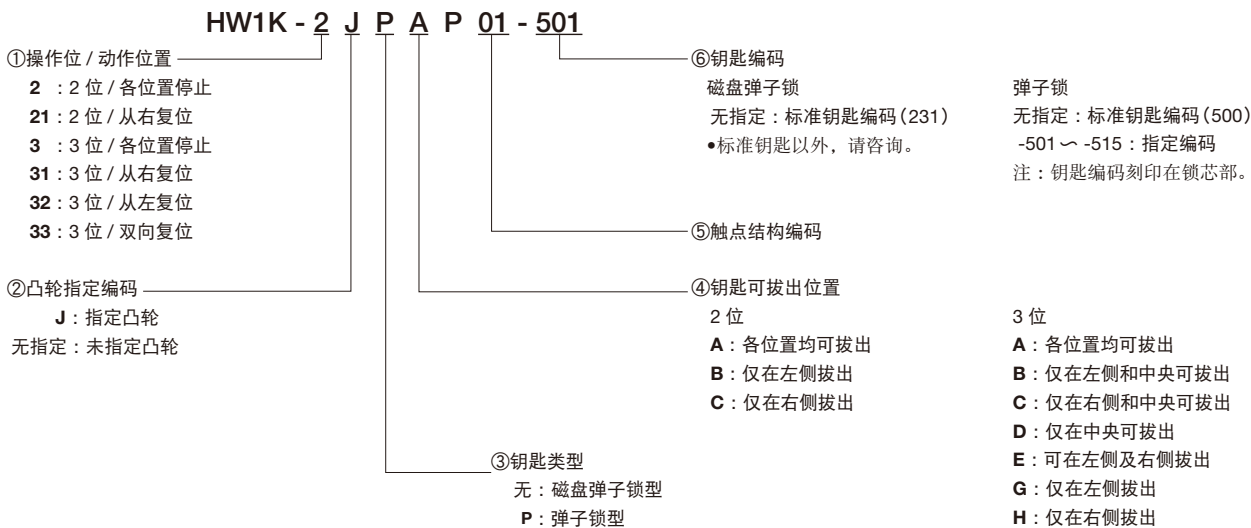 HW1K - 2 J P A P 01 - 501
①操作位 / 动作位置
2 ：2 位 / 各位置停止
21：2 位 / 从右复位
3 ：3 位 / 各位置停止
31：3 位 / 从右复位
32：3 位 / 从左复位
33：3 位 / 双向复位
②凸轮指定编码
J：指定凸轮
无指定：未指定凸轮
③钥匙类型
无：磁盘弹子锁型
P：弹子锁型
④钥匙可拔出位置
2 位
A：各位置均可拔出
B：仅在左侧拔出
C：仅在右侧拔出
3 位
A：各位置均可拔出
B：仅在左侧和中央可拔出
C：仅在右侧和中央可拔出
D：仅在中央可拔出
E：可在左侧及右侧拔出
G：仅在左侧拔出
H：仅在右侧拔出
⑤触点结构编码
⑥钥匙编码
磁盘弹子锁
无指定：标准钥匙编码（231）
•标准钥匙以外，请咨询。
弹子锁
无指定：标准钥匙编码（500）
-501～-515：指定编码
注：钥匙编码刻印在锁芯部。